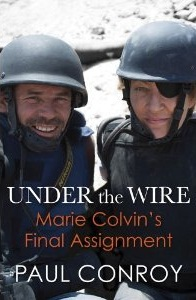 UNDER the WIRE
Marie Colvin's
Final Assignment
PAUL CONROY